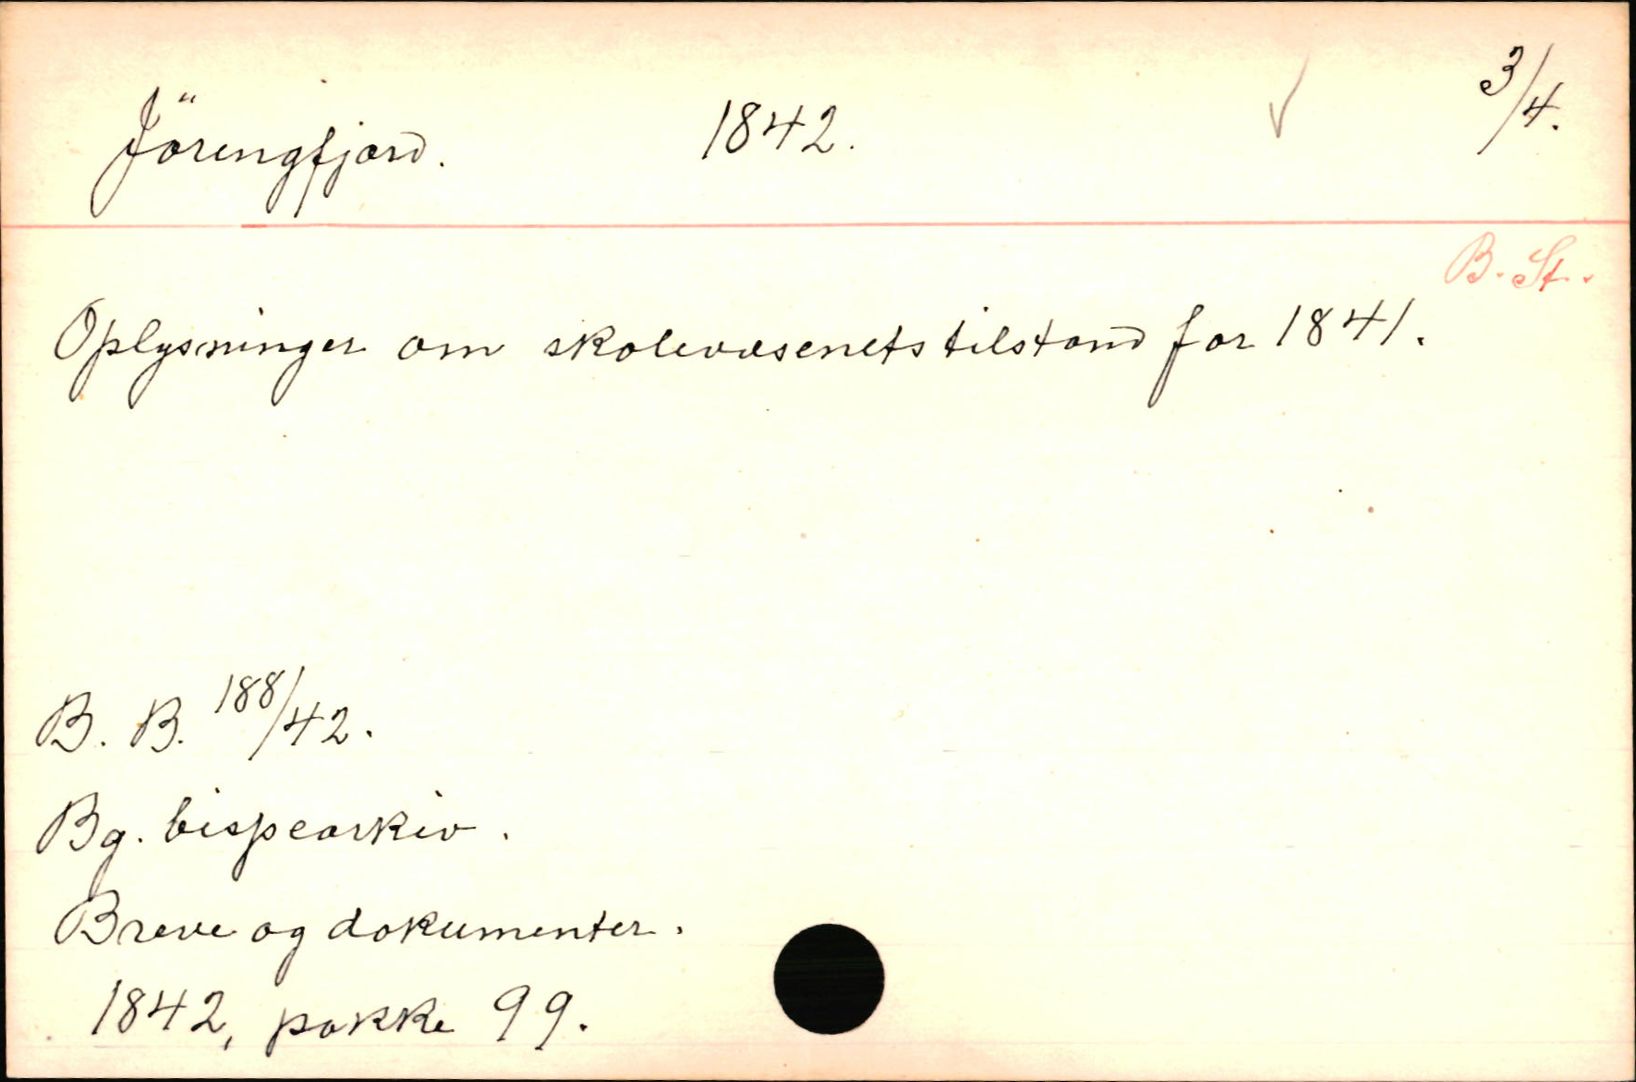 Jörengfjord. 1842. 3/4.
B. St.
Oplysninger om skolevæsenets tilstand for 1841.
B. B. 188/42.
Bg. bispearkiv.
Breve og dokumenter.
1842, pakke 99.